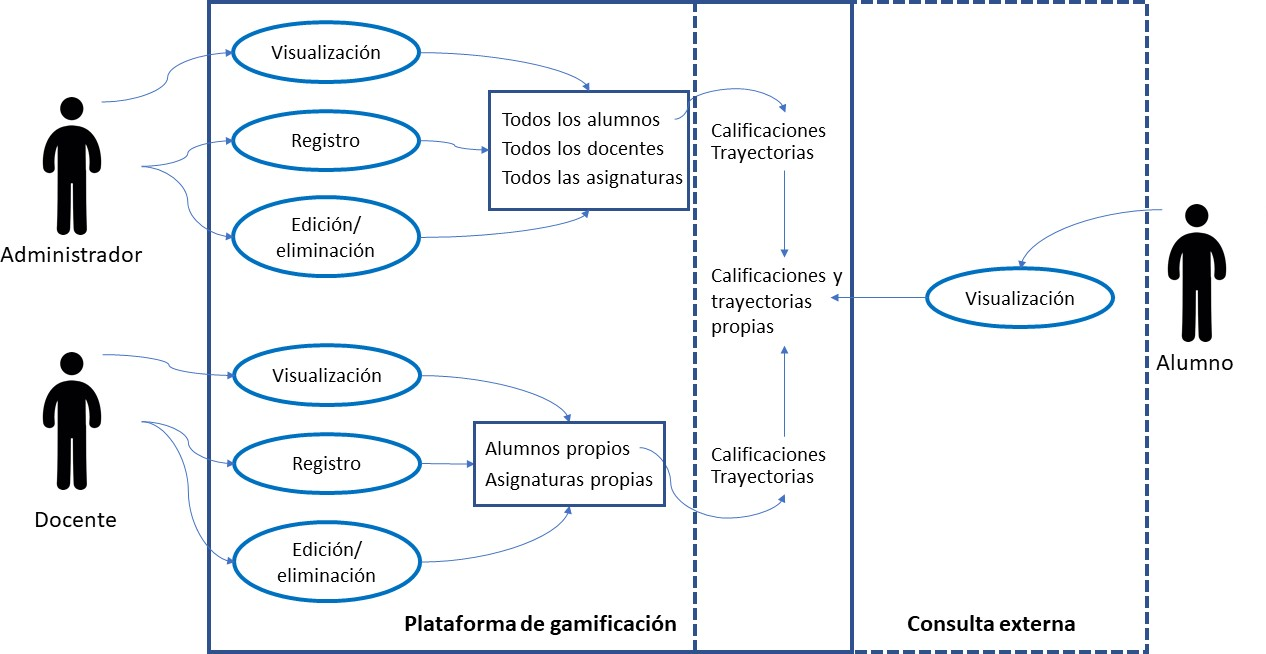 Visualización
Registro
Edición/
eliminación
Administrador
Todos los alumnos
Todos los docentes
Todos las asignaturas
Calificaciones
Trayectorias
Calificaciones y
trayectorias
propias
Visualización
Alumno
Visualización
Registro
Edición/
eliminación
Docente
Alumnos propios
Asignaturas propias
Calificaciones
Trayectorias
Plataforma de gamificación
Consulta externa